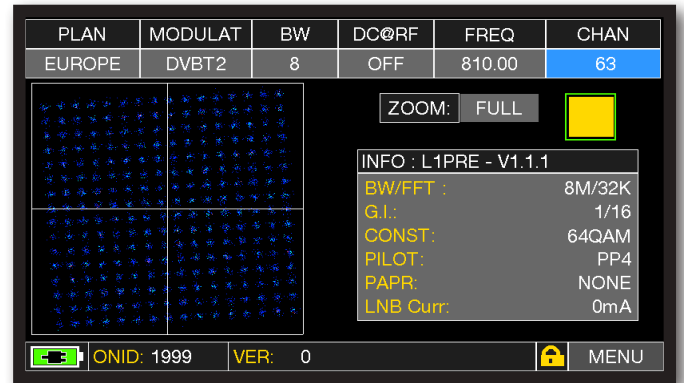 PLAN MODULAT BW DC@RF FREQ CHAN
EUROPE DVBT2 8 OFF 810.00 63
ZOOM: FULL
INFO : L1PRE - V1.1.1
BW/FFT : 8M/32K
G.I.: 1/16
CONST: 64QAM
PILOT: PP4
PAPR: NONE
LNB Curr: 0mA
ONID: 1999 VER: 0 MENU